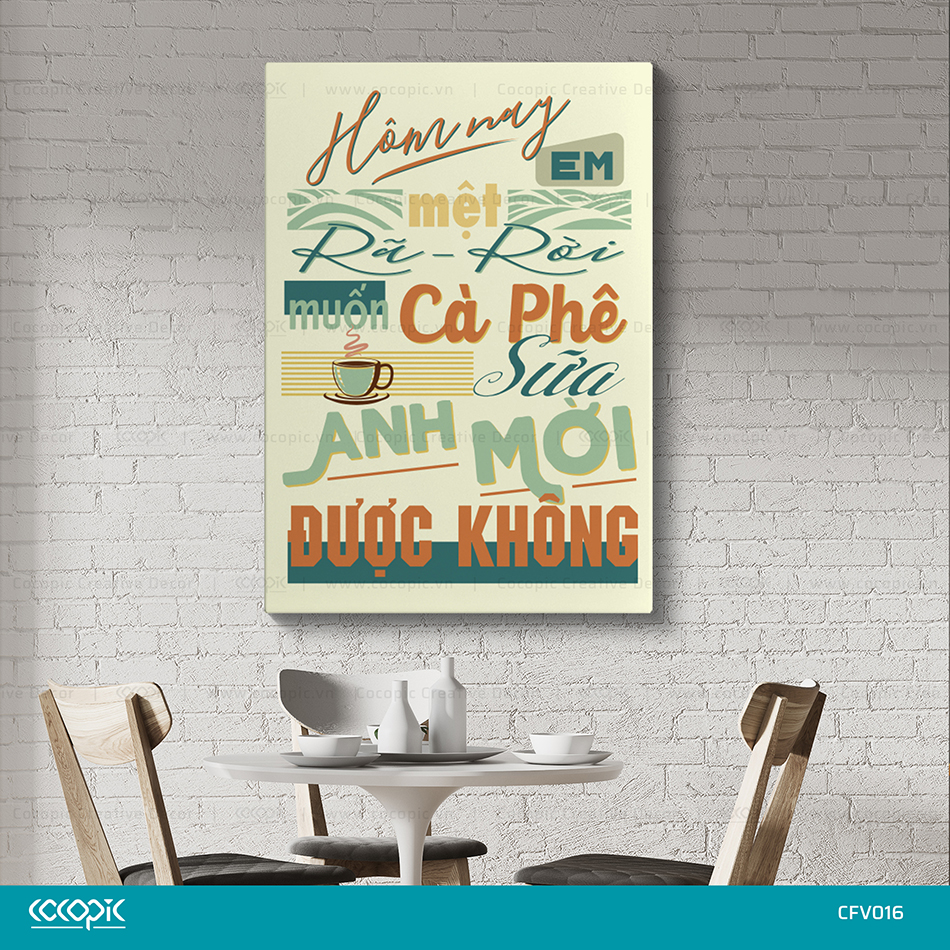 Hôm nay
EM
mệt
Rã - Rời
muốn Cà Phê
Sữa
ANH MỜI
ĐƯỢC KHÔNG
www.cocopic.vn | Cocopic Creative Decor
cocopic
CFV016